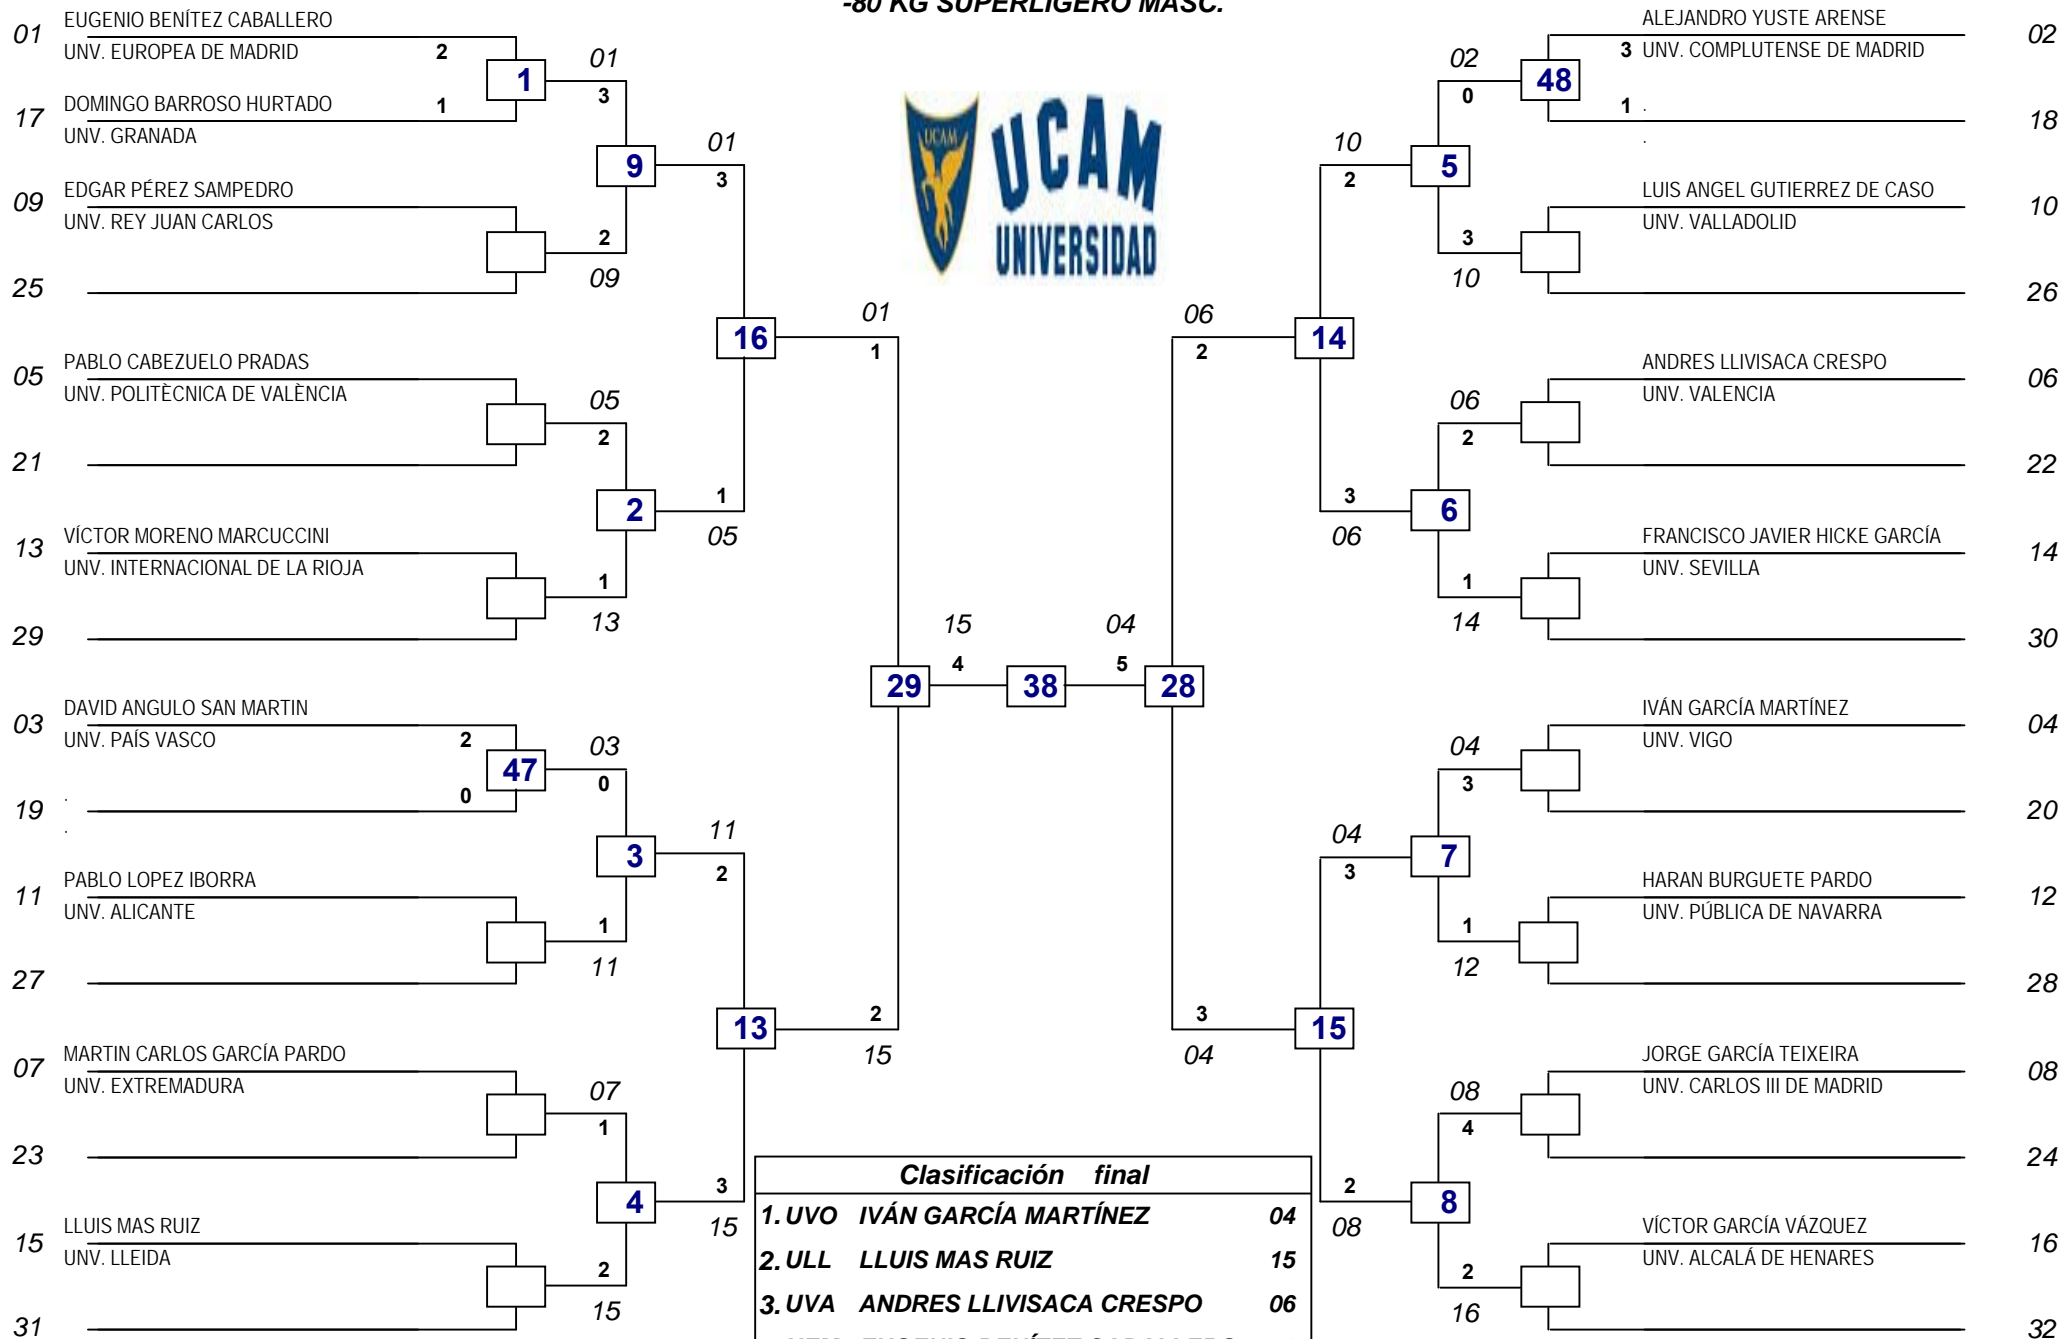 -80 KG SUPERLIGERO MASC.
01 EUGENIO BENÍTEZ CABALLERO
UNV. EUROPEA DE MADRID 2
1
01
3
17 DOMINGO BARROSO HURTADO 1
UNV. GRANADA
9
01
3
09 EDGAR PÉREZ SAMPEDRO
UNV. REY JUAN CARLOS
2
09
25
16
01
1
05 PABLO CABEZUELO PRADAS
UNV. POLITÈCNICA DE VALÈNCIA
05
2
21
2
1
05
13 VÍCTOR MORENO MARCUCCINI
UNV. INTERNACIONAL DE LA RIOJA
1
13
29
29
15
4
38
04
5
28
03 DAVID ANGULO SAN MARTIN
UNV. PAÍS VASCO 2
47
03
0
19 . 0
.
3
11
2
11 PABLO LOPEZ IBORRA
UNV. ALICANTE
1
11
27
13
2
15
07 MARTIN CARLOS GARCÍA PARDO
UNV. EXTREMADURA
07
1
23
4
3
15
15 LLUIS MAS RUIZ
UNV. LLEIDA
2
15
31
UCAM
UCAM
UNIVERSIDAD
ALEJANDRO YUSTE ARENSE 02
3 UNV. COMPLUTENSE DE MADRID
48
02
0
1 . 18
.
5
10
2
LUIS ANGEL GUTIERREZ DE CASO 10
UNV. VALLADOLID
3
10
26
14
06
2
ANDRES LLIVISACA CRESPO 06
UNV. VALENCIA
06
2
22
6
3
06
FRANCISCO JAVIER HICKE GARCÍA 14
UNV. SEVILLA
1
14
30
IVÁN GARCÍA MARTÍNEZ 04
UNV. VIGO
04
3
20
7
04
3
HARAN BURGUETE PARDO 12
UNV. PÚBLICA DE NAVARRA
1
12
28
15
3
04
JORGE GARCÍA TEIXEIRA 08
UNV. CARLOS III DE MADRID
08
4
24
8
2
08
VÍCTOR GARCÍA VÁZQUEZ 16
UNV. ALCALÁ DE HENARES
2
16
32
Clasificación final
1. UVO IVÁN GARCÍA MARTÍNEZ 04
2. ULL LLUIS MAS RUIZ 15
3. UVA ANDRES LLIVISACA CRESPO 06
EUGENIO BENÍTEZ CABALLERO